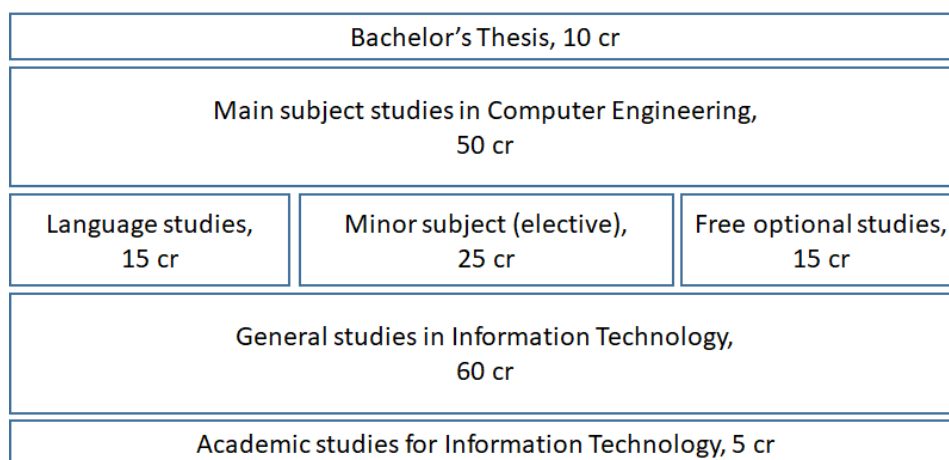 Bachelor's Thesis, 10 cr
Main subject studies in Computer Engineering,
50 cr
Language studies,
15 cr
Minor subject (elective),
25 cr
Free optional studies,
15 cr
General studies in Information Technology,
60 cr
Academic studies for Information Technology, 5 cr